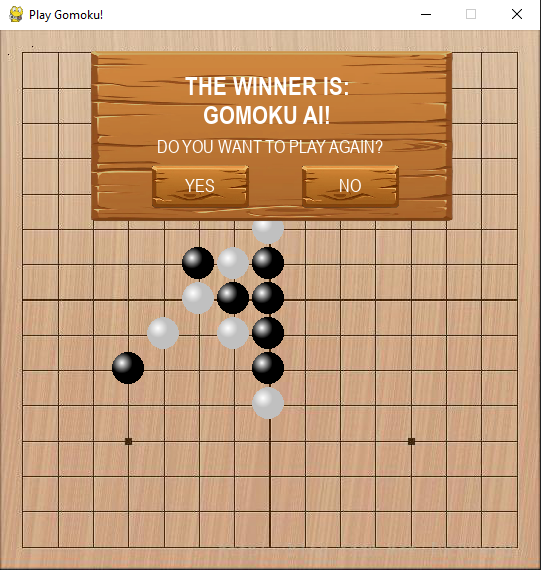 Play Gomoku!
THE WINNER IS:
GOMOKU AI!
DO YOU WANT TO PLAY AGAIN?
YES
NO